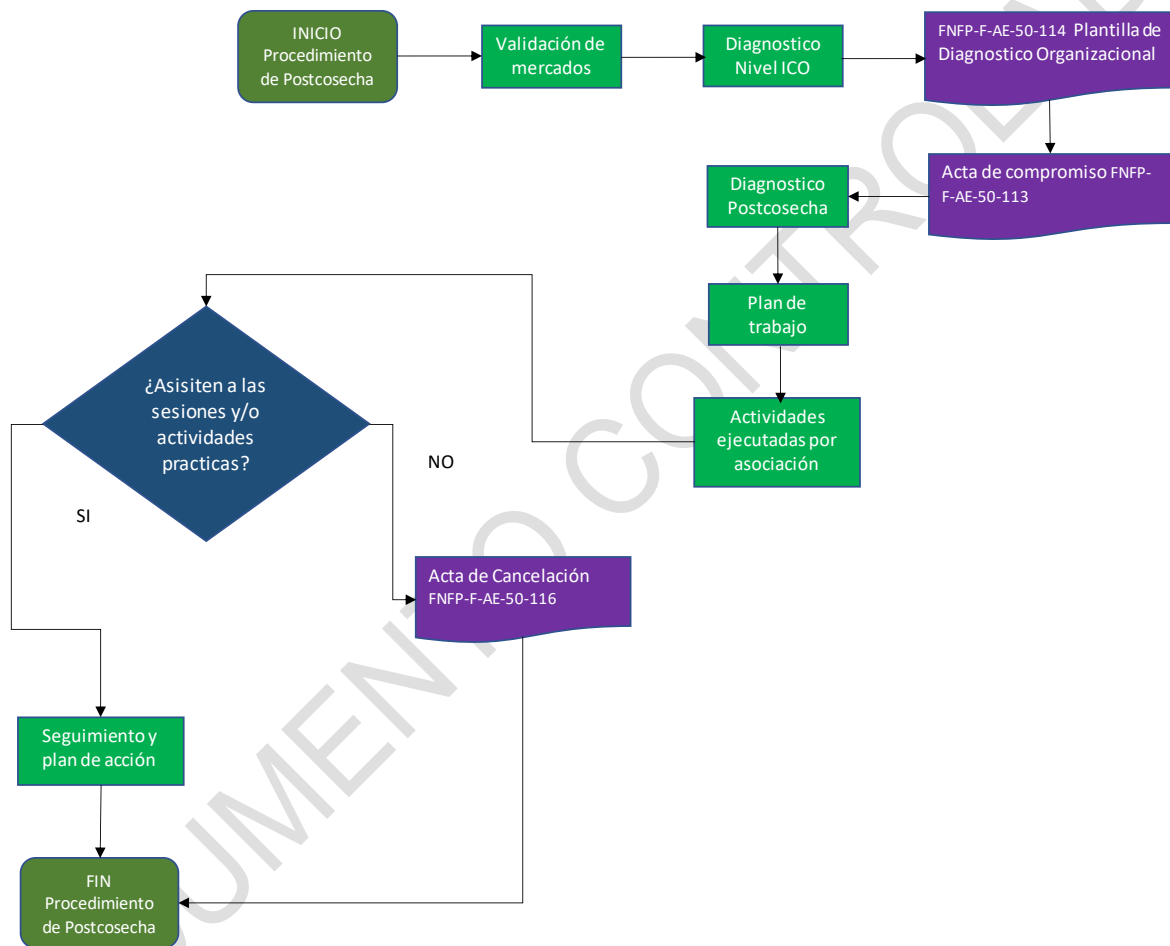 INICIO
Procedimiento
de Postcosecha
Validación de
mercados
Diagnostico
Nivel ICO
FNFP-F-AE-50-114 Plantilla de
Diagnostico Organizacional
Acta de compromiso FNFP-
F-AE-50-113
Diagnostico
Postcosecha
Plan de
trabajo
Actividades
ejecutadas por
asociación
¿Asisiten a las
sesiones y/o
actividades
practicas?
NO
SI
Acta de Cancelación
FNFP-F-AE-50-116
Seguimiento y
plan de acción
FIN
Procedimiento
de Postcosecha
UMENTO CONTROL